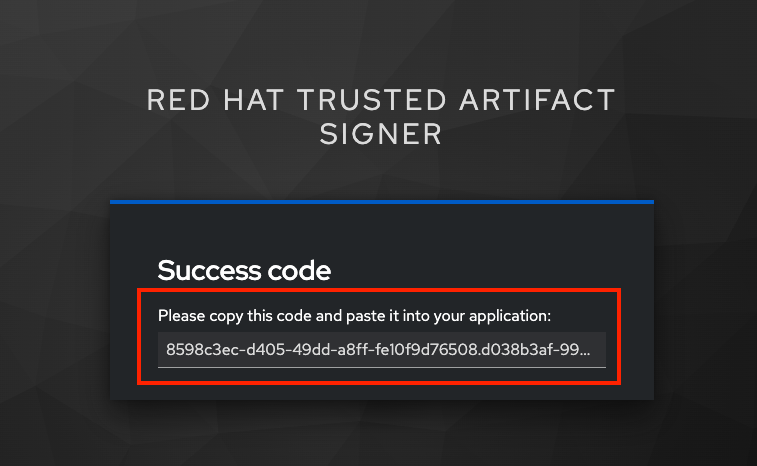 RED HAT TRUSTED ARTIFACT
SIGNER
Success code
Please copy this code and paste it into your application:
8598c3ec-d405-49dd-a8ff-fe10f9d76508.d038b3af-99...